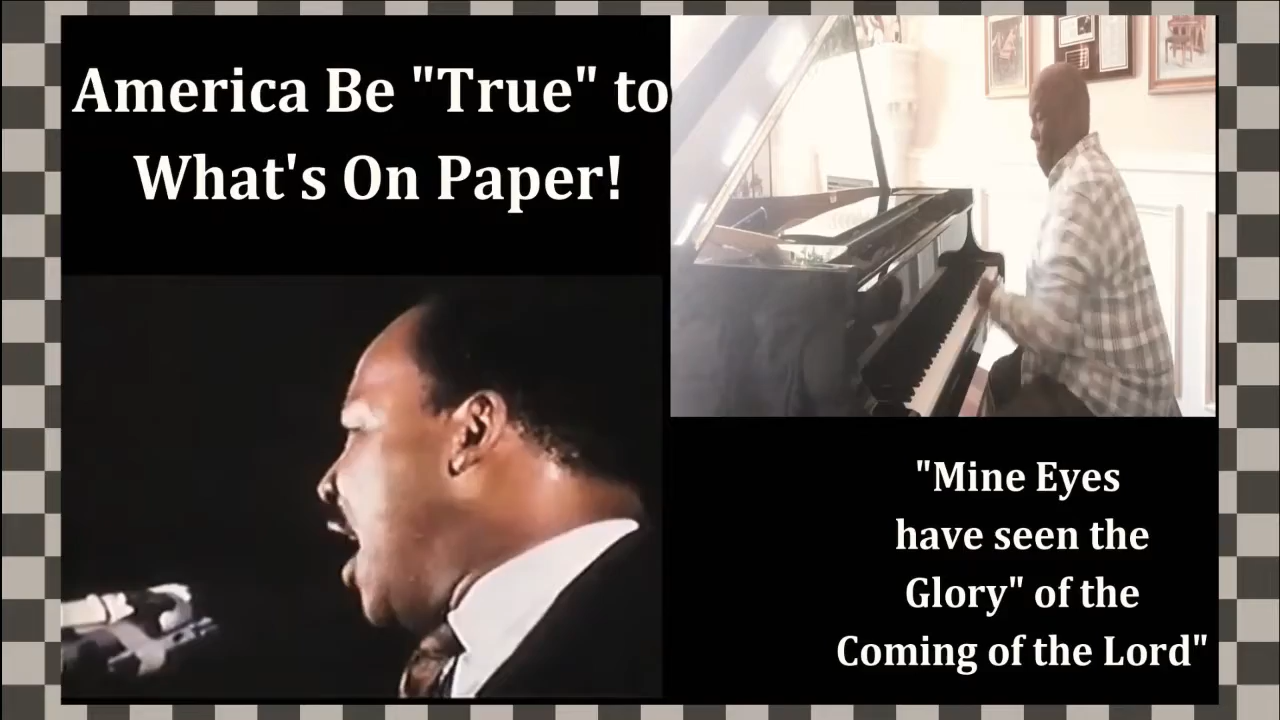 America Be "True" to
What's On Paper!
"Mine Eyes
have seen the
Glory" of the
Coming of the Lord"